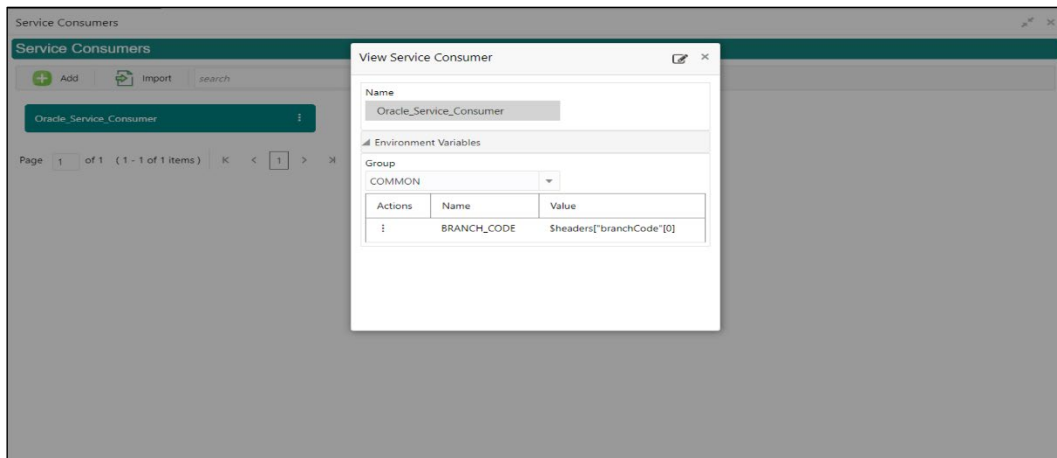 Service Consumers
Service Consumers
Add Import search
Oracle_Service_Consumer
Page 1 of 1 (1 - 1 of 1 items) K < 1 > Ж
View Service Consumer
Name
Oracle_Service_Consumer
Environment Variables
Group
COMMON
Actions Name Value
BRANCH_CODE $headers["branchCode"[0]